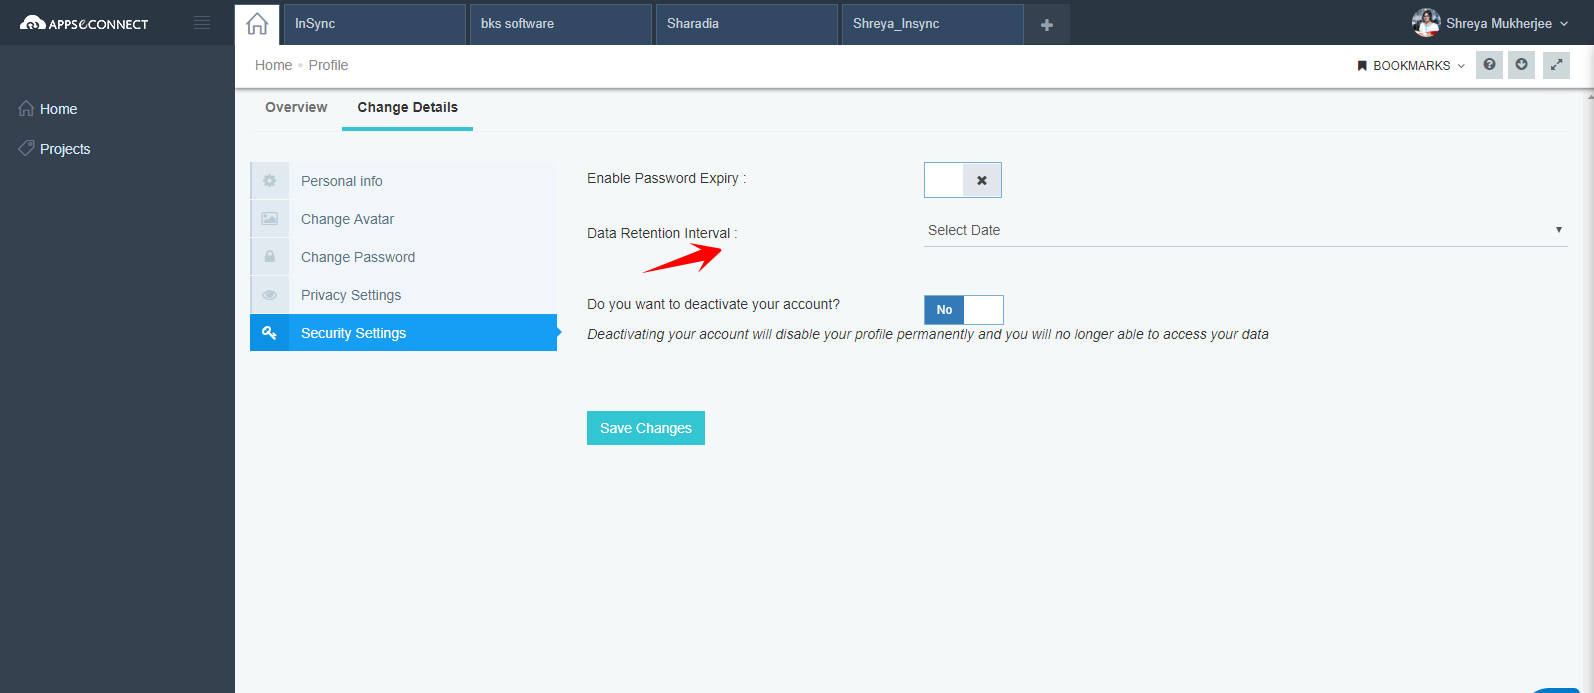 APPSeCONNECT
InSync
bks software
Sharadia
Shreya_Insync
Shreya Mukherjee
Home
Profile
BOOKMARKS
Home
Projects
Overview
Change Details
Personal info
Change Avatar
Change Password
Privacy Settings
Security Settings
Enable Password Expiry :
Data Retention Interval :
Select Date
Do you want to deactivate your account?
No
Deactivating your account will disable your profile permanently and you will no longer able to access your data
Save Changes